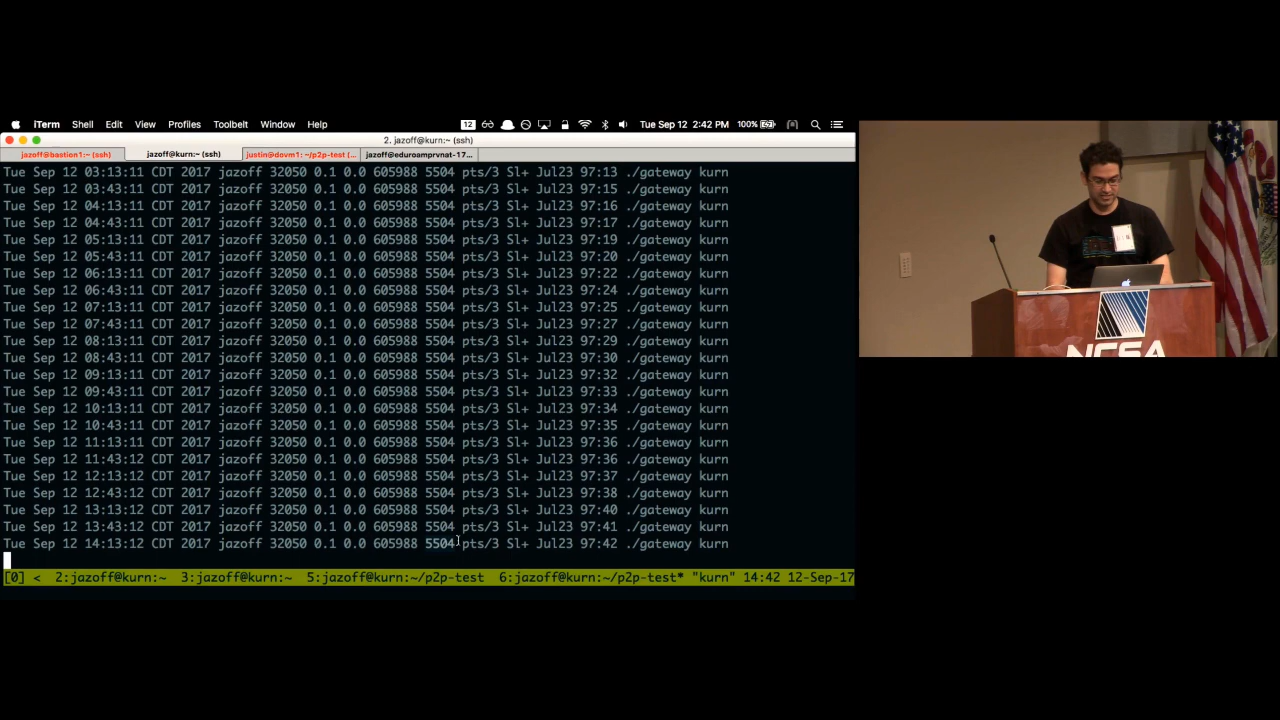 iTerm Shell Edit View Profiles Toolbelt Window Help 12 Tue Sep 12 2:42 PM 100%
2. jazoff@kurn:~ (ssh)
jazoff@bastion1:~ (ssh) jazoff@kurn:~ (ssh) justin@dovm1: ~/p2p-test (... jazoff@eduroamprvnat-17...
Tue Sep 12 03:13:11 CDT 2017 jazoff 32050 0.1 0.0 605988 5504 pts/3 Sl+ Jul23 97:13 ./gateway kurn
Tue Sep 12 03:43:11 CDT 2017 jazoff 32050 0.1 0.0 605988 5504 pts/3 Sl+ Jul23 97:15 ./gateway kurn
Tue Sep 12 04:13:11 CDT 2017 jazoff 32050 0.1 0.0 605988 5504 pts/3 Sl+ Jul23 97:16 ./gateway kurn
Tue Sep 12 04:43:11 CDT 2017 jazoff 32050 0.1 0.0 605988 5504 pts/3 Sl+ Jul23 97:17 ./gateway kurn
Tue Sep 12 05:13:11 CDT 2017 jazoff 32050 0.1 0.0 605988 5504 pts/3 Sl+ Jul23 97:19 ./gateway kurn
Tue Sep 12 05:43:11 CDT 2017 jazoff 32050 0.1 0.0 605988 5504 pts/3 Sl+ Jul23 97:20 ./gateway kurn
Tue Sep 12 06:13:11 CDT 2017 jazoff 32050 0.1 0.0 605988 5504 pts/3 Sl+ Jul23 97:22 ./gateway kurn
Tue Sep 12 06:43:11 CDT 2017 jazoff 32050 0.1 0.0 605988 5504 pts/3 Sl+ Jul23 97:24 ./gateway kurn
Tue Sep 12 07:13:11 CDT 2017 jazoff 32050 0.1 0.0 605988 5504 pts/3 Sl+ Jul23 97:25 ./gateway kurn
Tue Sep 12 07:43:11 CDT 2017 jazoff 32050 0.1 0.0 605988 5504 pts/3 Sl+ Jul23 97:27 ./gateway kurn
Tue Sep 12 08:13:11 CDT 2017 jazoff 32050 0.1 0.0 605988 5504 pts/3 Sl+ Jul23 97:29 ./gateway kurn
Tue Sep 12 08:43:11 CDT 2017 jazoff 32050 0.1 0.0 605988 5504 pts/3 Sl+ Jul23 97:30 ./gateway kurn
Tue Sep 12 09:13:11 CDT 2017 jazoff 32050 0.1 0.0 605988 5504 pts/3 Sl+ Jul23 97:32 ./gateway kurn
Tue Sep 12 09:43:11 CDT 2017 jazoff 32050 0.1 0.0 605988 5504 pts/3 Sl+ Jul23 97:33 ./gateway kurn
Tue Sep 12 10:13:11 CDT 2017 jazoff 32050 0.1 0.0 605988 5504 pts/3 Sl+ Jul23 97:34 ./gateway kurn
Tue Sep 12 10:43:11 CDT 2017 jazoff 32050 0.1 0.0 605988 5504 pts/3 Sl+ Jul23 97:35 ./gateway kurn
Tue Sep 12 11:13:11 CDT 2017 jazoff 32050 0.1 0.0 605988 5504 pts/3 Sl+ Jul23 97:36 ./gateway kurn
Tue Sep 12 11:43:12 CDT 2017 jazoff 32050 0.1 0.0 605988 5504 pts/3 Sl+ Jul23 97:36 ./gateway kurn
Tue Sep 12 12:13:12 CDT 2017 jazoff 32050 0.1 0.0 605988 5504 pts/3 Sl+ Jul23 97:37 ./gateway kurn
Tue Sep 12 12:43:12 CDT 2017 jazoff 32050 0.1 0.0 605988 5504 pts/3 Sl+ Jul23 97:38 ./gateway kurn
Tue Sep 12 13:13:12 CDT 2017 jazoff 32050 0.1 0.0 605988 5504 pts/3 Sl+ Jul23 97:40 ./gateway kurn
Tue Sep 12 13:43:12 CDT 2017 jazoff 32050 0.1 0.0 605988 5504 pts/3 Sl+ Jul23 97:41 ./gateway kurn
Tue Sep 12 14:13:12 CDT 2017 jazoff 32050 0.1 0.0 605988 5504 pts/3 Sl+ Jul23 97:42 ./gateway kurn
[0] < 2:jazoff@kurn:~ 3:jazoff@kurn:~ 5:jazoff@kurn:~/p2p-test 6:jazoff@kurn:~/p2p-test* "kurn" 14:42 12-Sep-17
NCSA